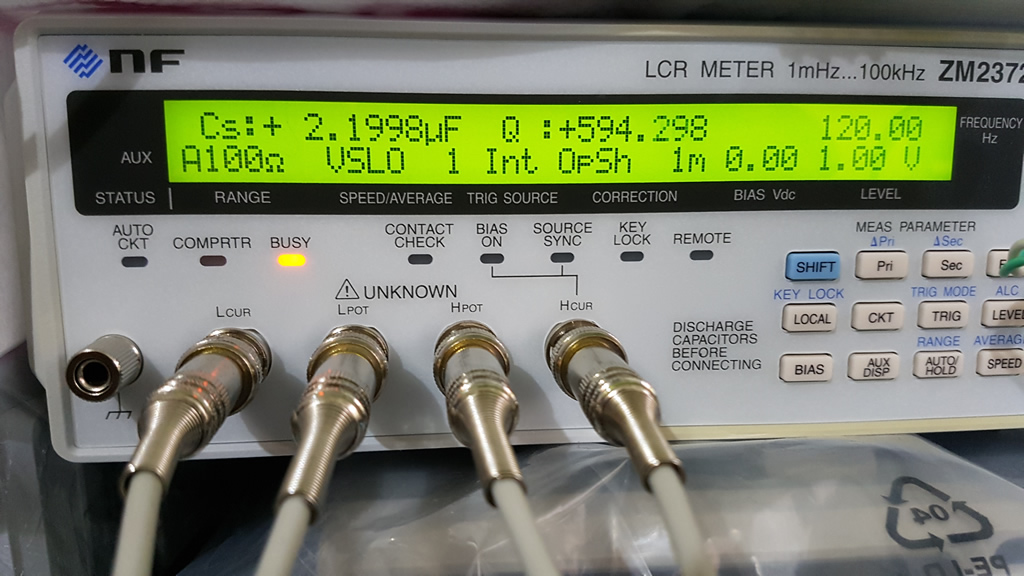 NF
LCR METER 1mHz...100kHz ZM2372
Cs:+ 2.1998µF Q :+594.298 120.00
FREQUENCY
Hz
AUX
A100Ω VSLO 1 Int OpSh 1m 0.00 1.00 V
STATUS RANGE SPEED/AVERAGE TRIG SOURCE CORRECTION BIAS Vdc LEVEL
AUTO
CKT
COMPRTR
BUSY
CONTACT
CHECK
BIAS
ON
SOURCE
SYNC
KEY
LOCK
REMOTE
MEAS PARAMETER
ΔPri
ΔSec
SHIFT
Pri
Sec
KEY LOCK
TRIG MODE
ALC
LOCAL
CKT
TRIG
LEVEL
RANGE
AVERAGE
BIAS
AUX
DISP
AUTO/
HOLD
SPEED
UNKNOWN
LCUR
LPOT
HPOT
HCUR
DISCHARGE
CAPACITORS
BEFORE
CONNECTING
04